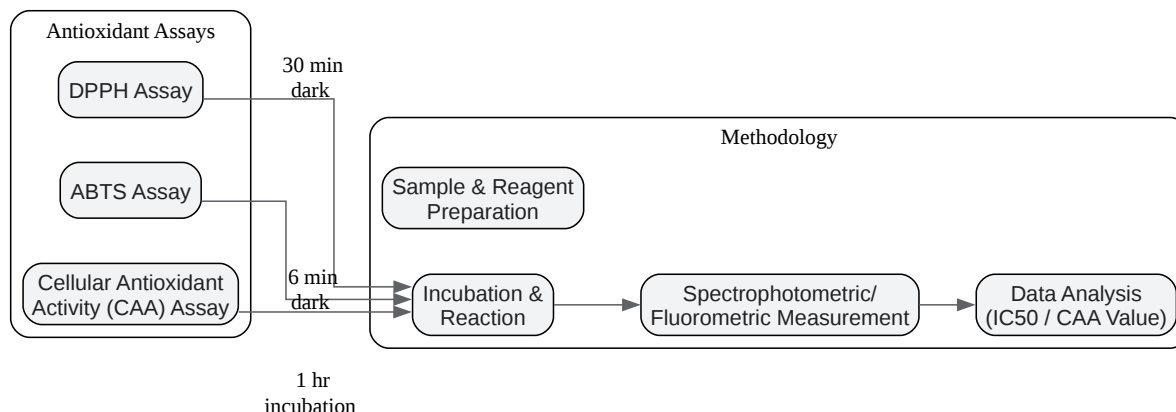 Antioxidant Assays
DPPH Assay
30 min
dark
ABTS Assay
Cellular Antioxidant
Activity (CAA) Assay
6 min
dark
1 hr
incubation
Methodology
Sample & Reagent
Preparation
Incubation &
Reaction
Spectrophotometric/
Fluorometric Measurement
Data Analysis
(IC50 / CAA Value)